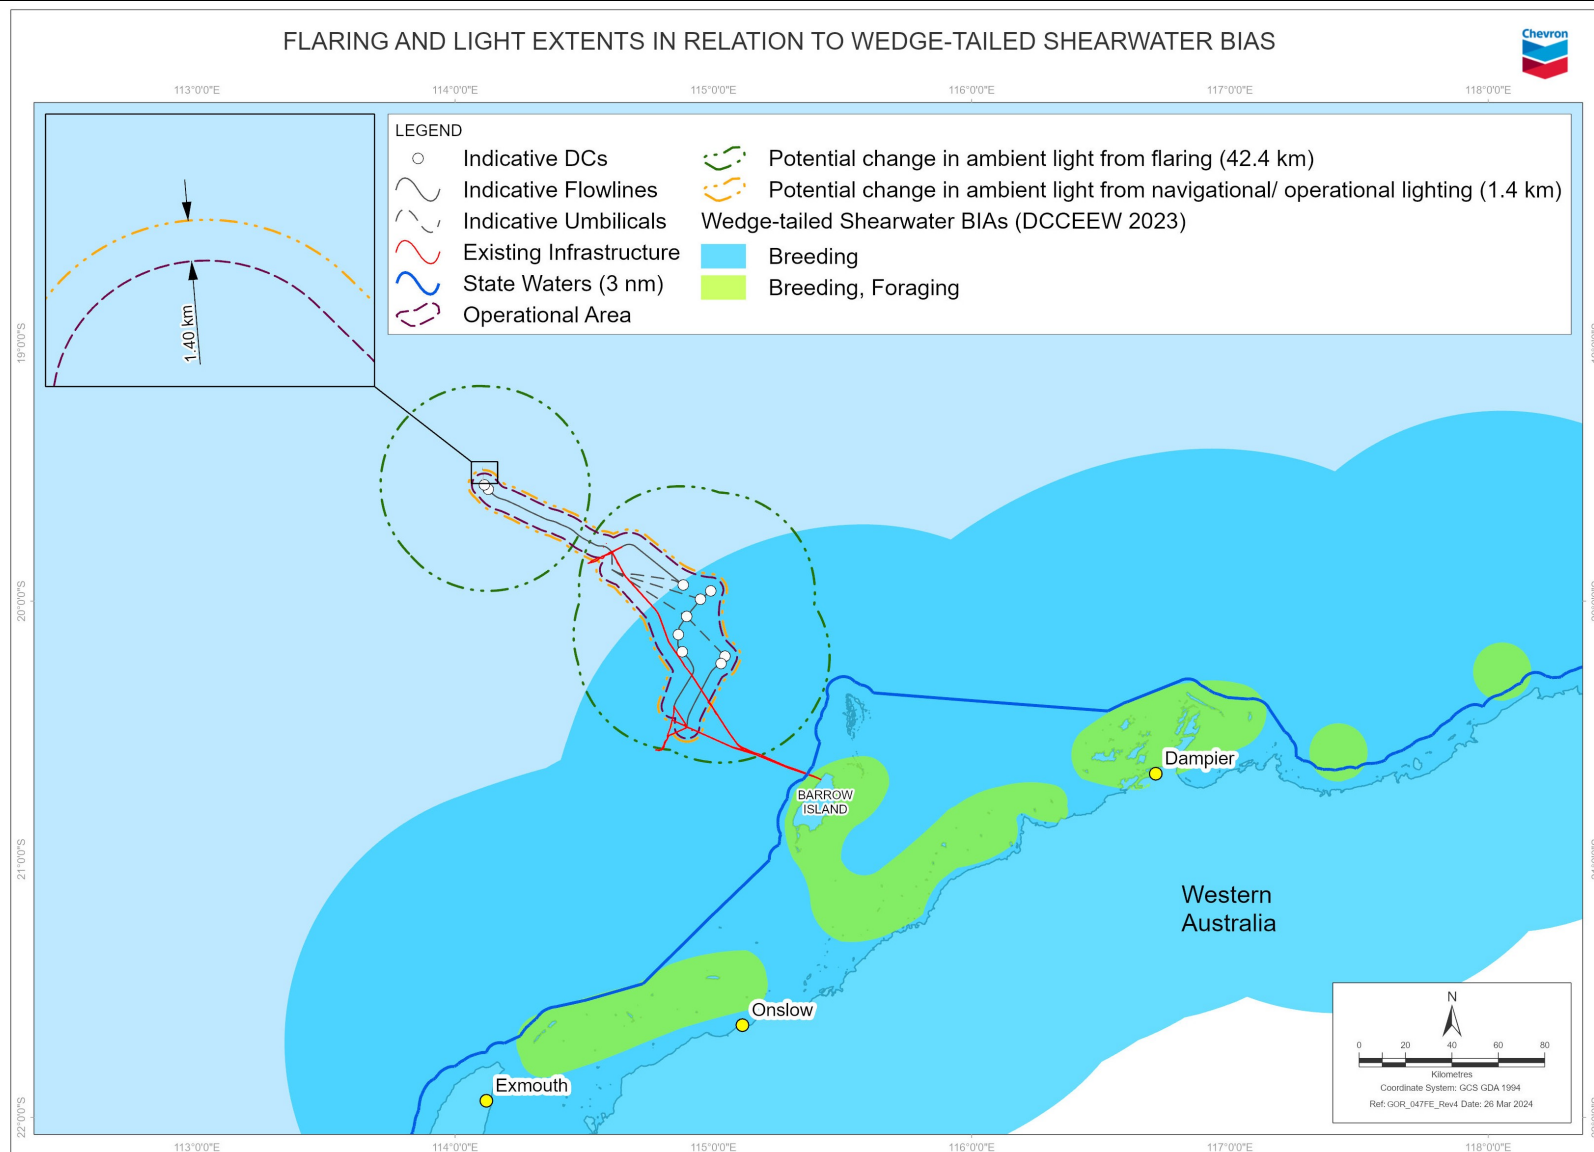 FLARING AND LIGHT EXTENTS IN RELATION TO WEDGE-TAILED SHEARWATER BIAS
Chevron
113°0'0"E
114°0'0"E
115°0'0"E
116°0'0"E
117°0'0"E
118°0'0"E
LEGEND
Indicative DCs
Indicative Flowlines
Indicative Umbilicals
Existing Infrastructure
State Waters (3 nm)
Operational Area
Potential change in ambient light from flaring (42.4 km)
Potential change in ambient light from navigational/ operational lighting (1.4 km)
Wedge-tailed Shearwater BIAs (DCCEEW 2023)
Breeding
Breeding, Foraging
1.40 km
19°0'0"S
20°0'0"S
21°0'0"S
22°0'0"S
Dampier
BARROW
ISLAND
Western
Australia
Onslow
Exmouth
N
0 20 40 60 80
Kilometres
Coordinate System: GCS GDA 1994
Ref: GOR_047FE_Rev4 Date: 26 Mar 2024
113°0'0"E
114°0'0"E
115°0'0"E
116°0'0"E
117°0'0"E
118°0'0"E